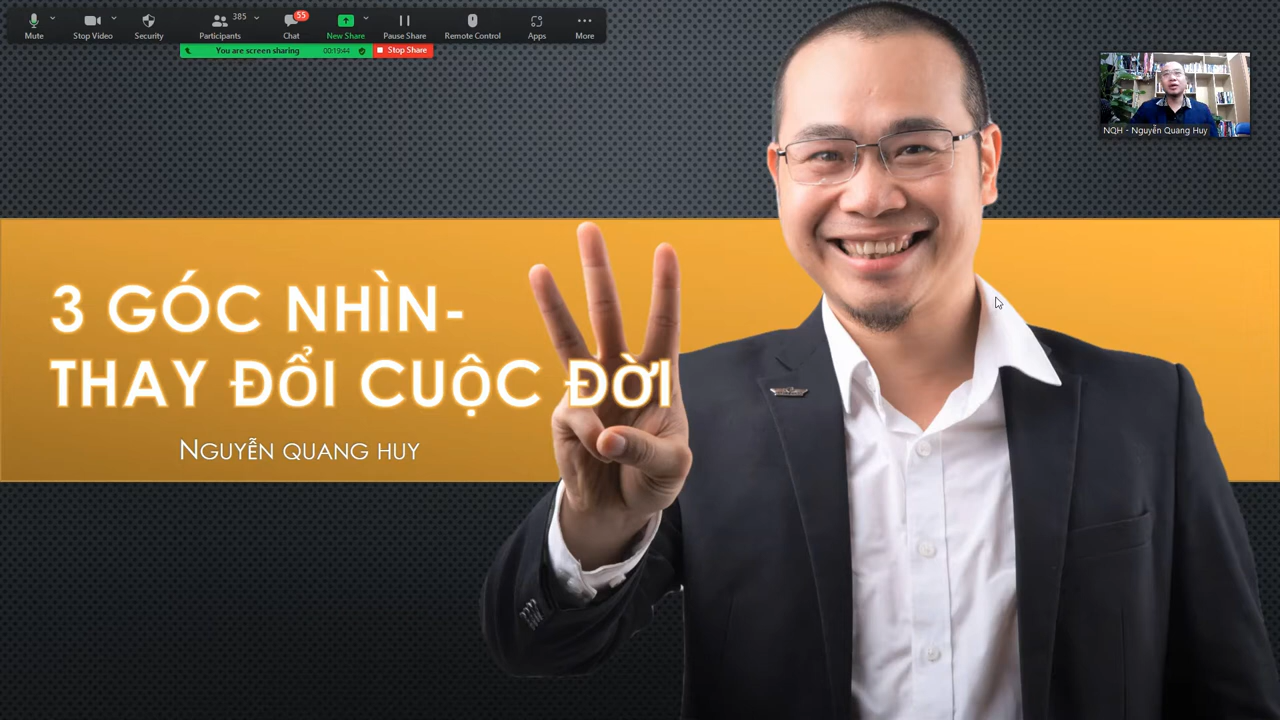 Mute
Stop Video
Security
Participants
385
Chat
55
New Share
Pause Share
Remote Control
Apps
More
You are screen sharing
00:19:44
Stop Share
NQH - Nguyễn Quang Huy
3 GÓC NHÌN-
THAY ĐỔI CUỘC ĐỜI
NGUYỄN QUANG HUY